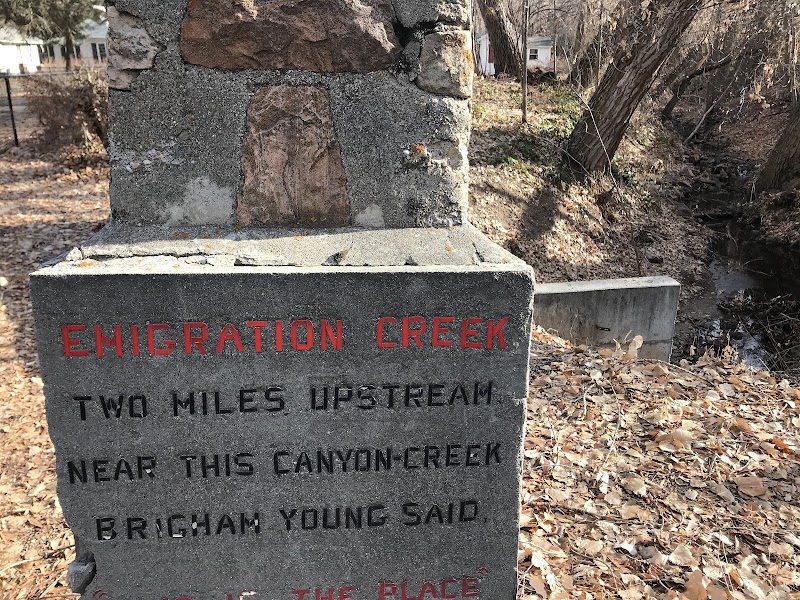 EMIGRATION CREEK
TWO MILES UPSTREAM
NEAR THIS CANYON-CREEK
BRIGHAM YOUNG SAID,
THE PLACE"